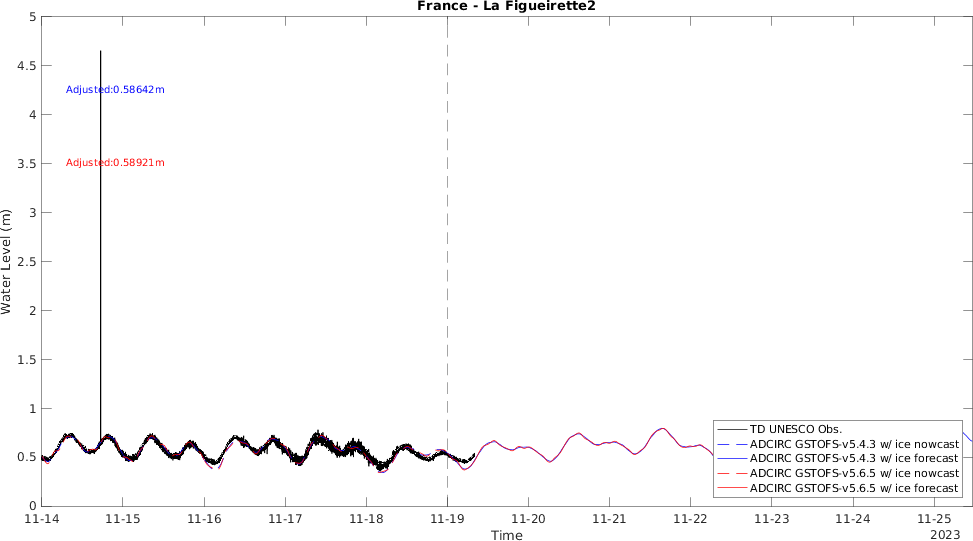 France - La Figueirette2
5
4.5
4
3.5
3
2.5
2
1.5
1
0.5
0
Water Level (m)
Adjusted:0.58642m
Adjusted:0.58921m
TD UNESCO Obs.
ADCIRC GSTOFS-v5.4.3 w/ ice nowcast
ADCIRC GSTOFS-v5.4.3 w/ ice forecast
ADCIRC GSTOFS-v5.6.5 w/ ice nowcast
ADCIRC GSTOFS-v5.6.5 w/ ice forecast
11-14 11-15 11-16 11-17 11-18 11-19 11-20 11-21 11-22 11-23 11-24 11-25
Time
2023